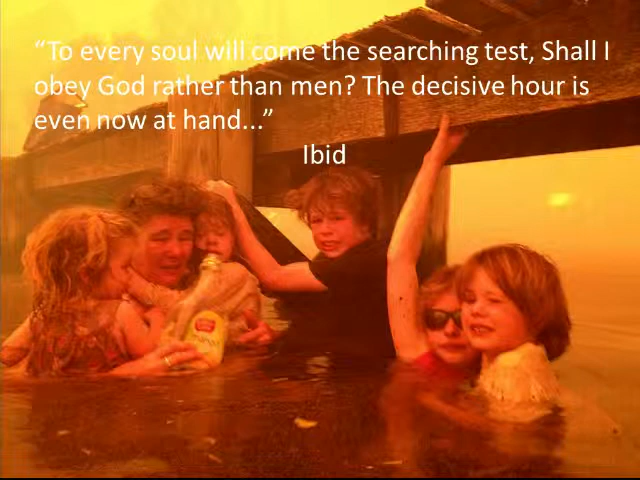 “To every soul will come the searching test, Shall I
obey God rather than men? The decisive hour is
even now at hand...”
Ibid